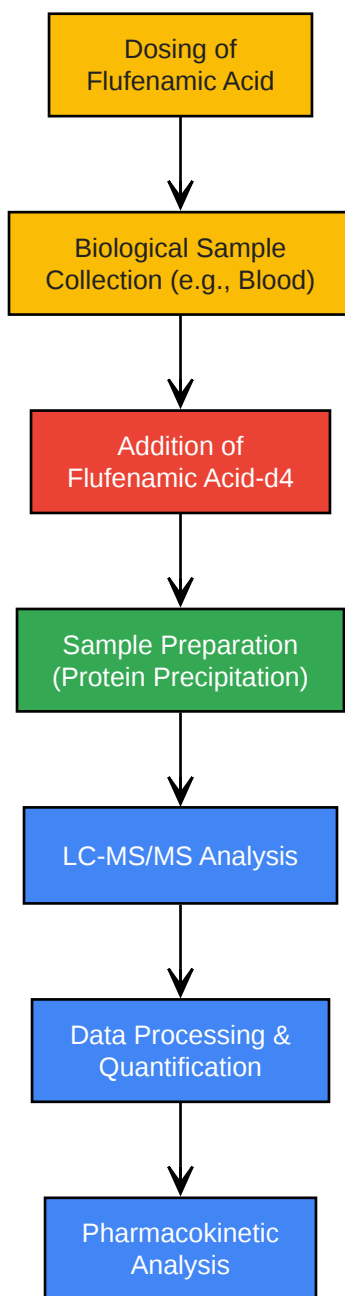 Dosing of
Flufenamic Acid
Biological Sample
Collection (e.g., Blood)
Addition of
Flufenamic Acid-d4
Sample Preparation
(Protein Precipitation)
LC-MS/MS Analysis
Data Processing &
Quantification
Pharmacokinetic
Analysis